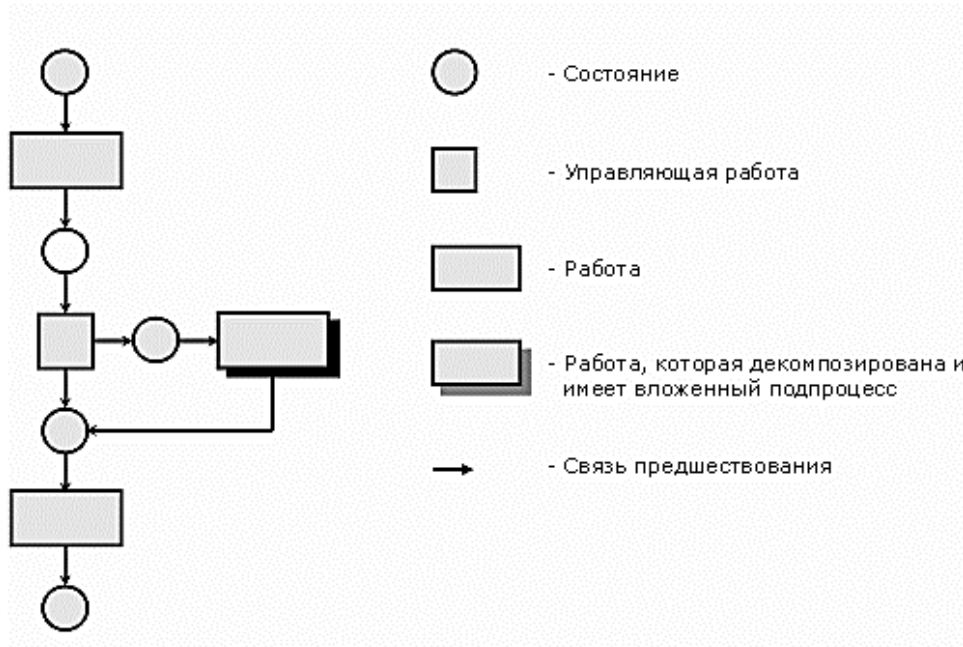 - Состояние
- Управляющая работа
- Работа
- Работа, которая декомпозирована и
имеет вложенный подпроцесс
- Связь предшествования